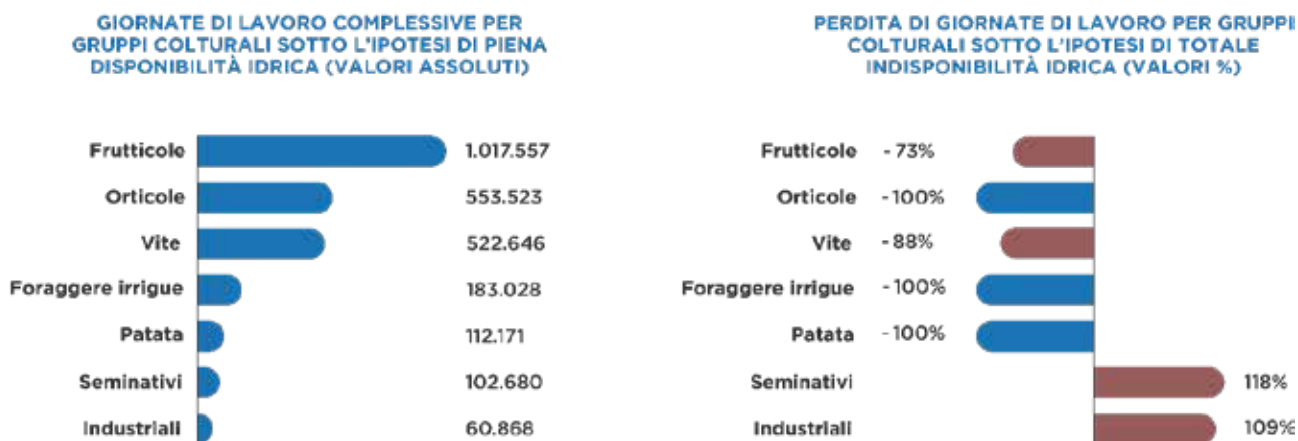 GIORNATE DI LAVORO COMPLESSIVE PER
GRUPPI COLTURALI SOTTO L'IPOTESI DI PIENA
DISPONIBILITÀ IDRICA (VALORI ASSOLUTI)
Frutticole 1.017.557
Orticole 553.523
Vite 522.646
Foraggere irrigue 183.028
Patata 112.171
Seminativi 102.680
Industriali 60.868
PERDITA DI GIORNATE DI LAVORO PER GRUPPI
COLTURALI SOTTO L'IPOTESI DI TOTALE
INDISPONIBILITÀ IDRICA (VALORI %)
Frutticole - 73%
Orticole - 100%
Vite - 88%
Foraggere irrigue - 100%
Patata - 100%
Seminativi 118%
Industriali 109%